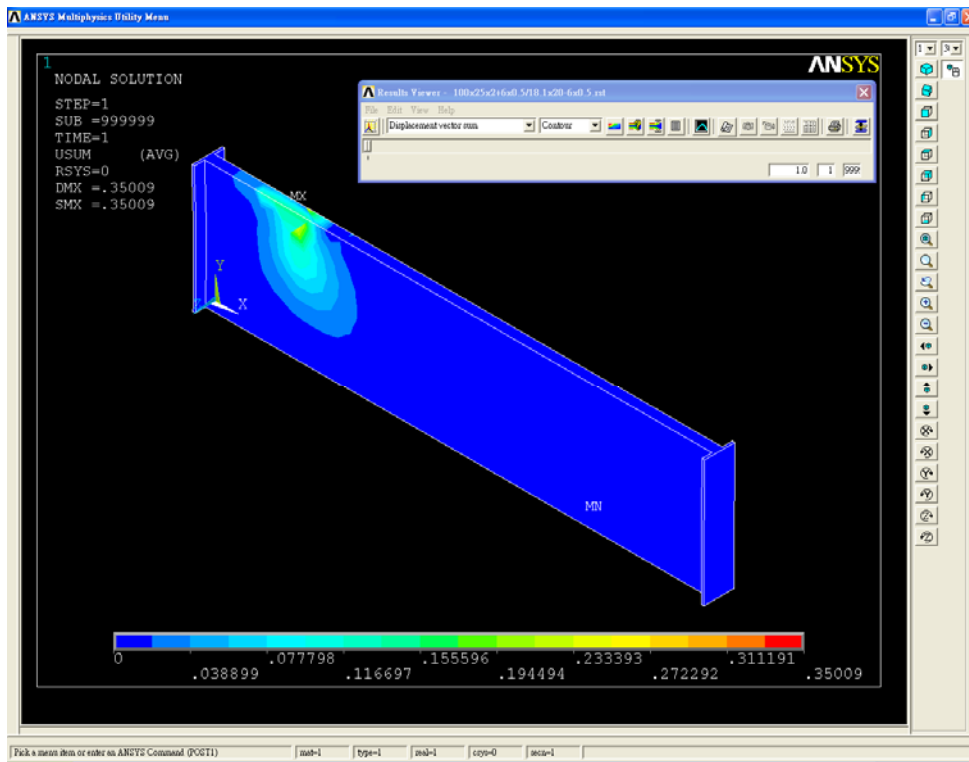 ANSYS Multiphysics Utility Menu
1
NODAL SOLUTION
STEP=1
SUB =999999
TIME=1
USUM (AVG)
RSYS=0
DMX =.35009
SMX =.35009
ANSYS
Results Viewer - 100x25x2+6x0.5/18.1x20-6x0.5.rst
File Edit View Help
Displacement vector sum
Contour
1.0 1 999
MX
Y
Z X
MN
0 .077798 .155596 .233393 .311191
.038899 .116697 .194494 .272292 .35009
Pick a menu item or enter an ANSYS Command (POST1) mat=1 type=1 real=1 csys=0 secn=1